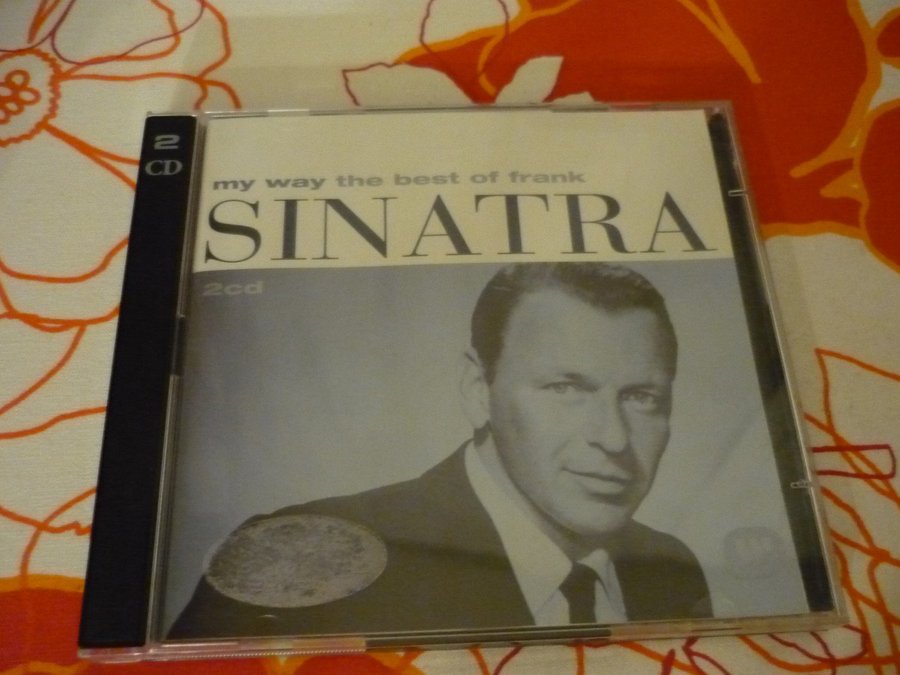 2
CD
my way the best of frank
SINATRA
2cd